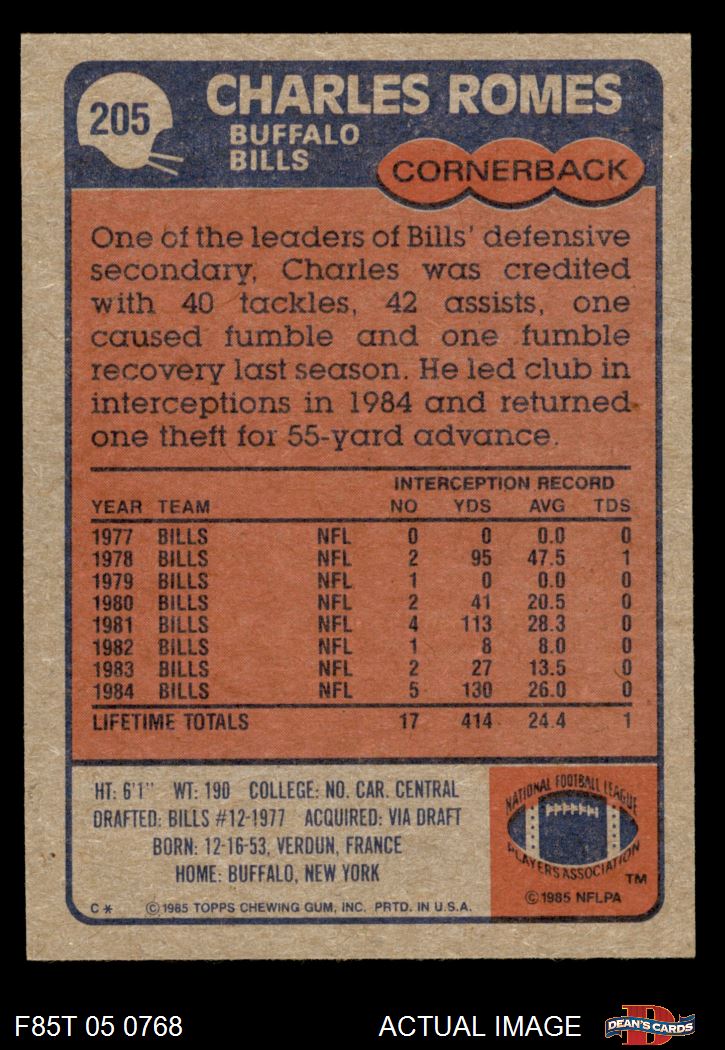 205
CHARLES ROMES
BUFFALO
BILLS
CORNERBACK
One of the leaders of Bills' defensive
secondary, Charles was credited
with 40 tackles, 42 assists, one
caused fumble and one fumble
recovery last season. He led club in
interceptions in 1984 and returned
one theft for 55-yard advance.
INTERCEPTION RECORD
YEAR TEAM NO YDS AVG TDS
1977 BILLS NFL 0 0 0.0 0
1978 BILLS NFL 2 95 47.5 1
1979 BILLS NFL 1 0 0.0 0
1980 BILLS NFL 2 41 20.5 0
1981 BILLS NFL 4 113 28.3 0
1982 BILLS NFL 1 8 8.0 0
1983 BILLS NFL 2 27 13.5 0
1984 BILLS NFL 5 130 26.0 0
LIFETIME TOTALS 17 414 24.4 1
HT: 6'1" WT: 190 COLLEGE: NO. CAR. CENTRAL
DRAFTED: BILLS #12-1977 ACQUIRED: VIA DRAFT
BORN: 12-16-53, VERDUN, FRANCE
HOME: BUFFALO, NEW YORK
C* ©1985 TOPPS CHEWING GUM, INC. PRTD. IN U.S.A.
NATIONAL FOOTBALL LEAGUE
PLAYERS ASSOCIATION
TM
©1985 NFLPA
F85T 05 0768 ACTUAL IMAGE
D
DEAN'S CARDS